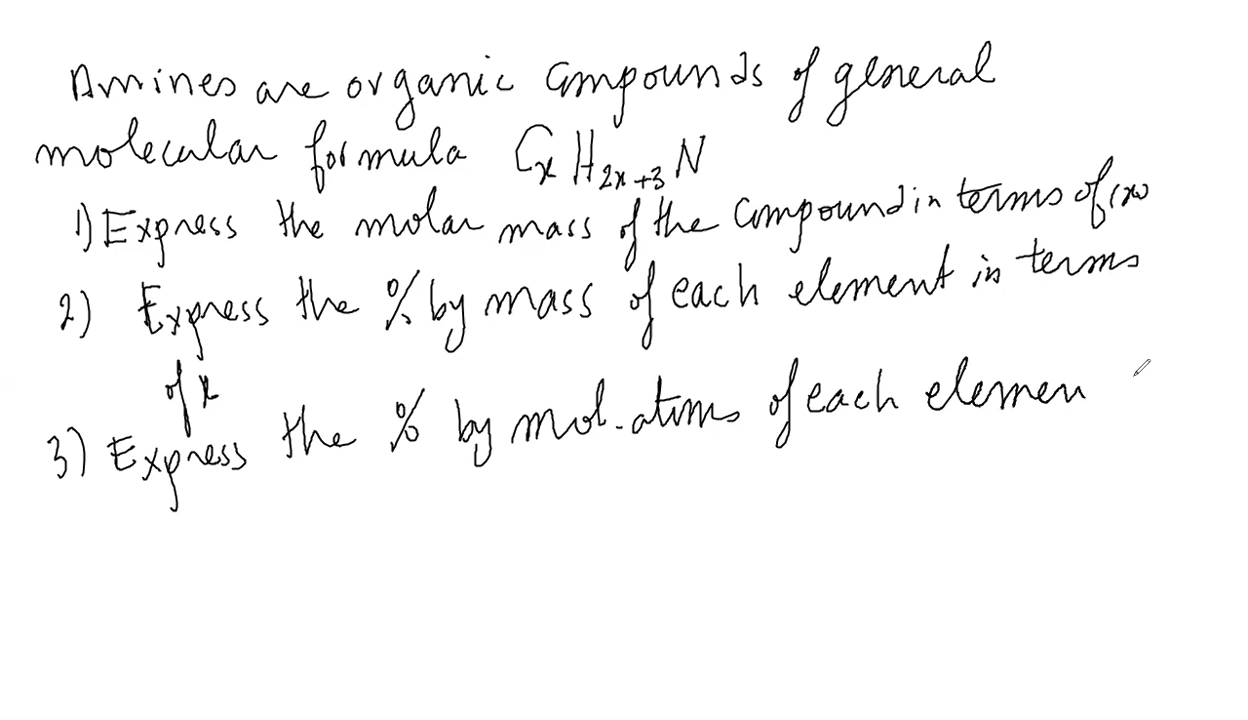 Amines are organic compounds of general
molecular formula CxH2x+3N
1) Express the molar mass of the compound in terms of (x)
2) Express the % by mass of each element in terms
of x
3) Express the % by mol. atoms of each elemen